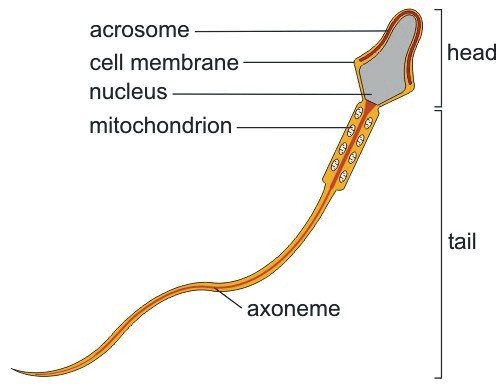 acrosome
cell membrane
nucleus
mitochondrion
head
tail
axoneme